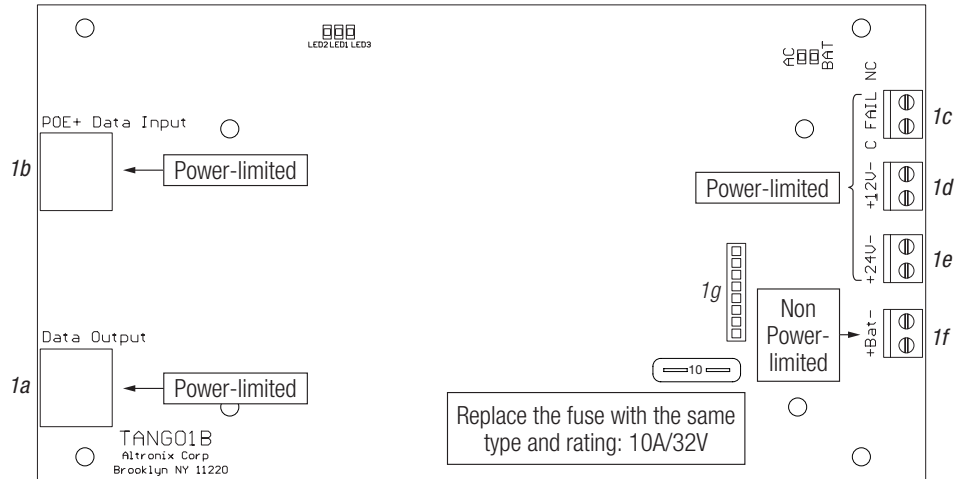 LED2 LED1 LED3
AC
BAT
C FAIL NC
1c
POE+ Data Input
1b
Power-limited
Power-limited
+12V-
1d
+24V-
1e
1g
Non
Power-
limited
+Bat-
1f
Data Output
1a
Power-limited
10
Replace the fuse with the same
type and rating: 10A/32V
TANGO1B
Altronix Corp
Brooklyn NY 11220